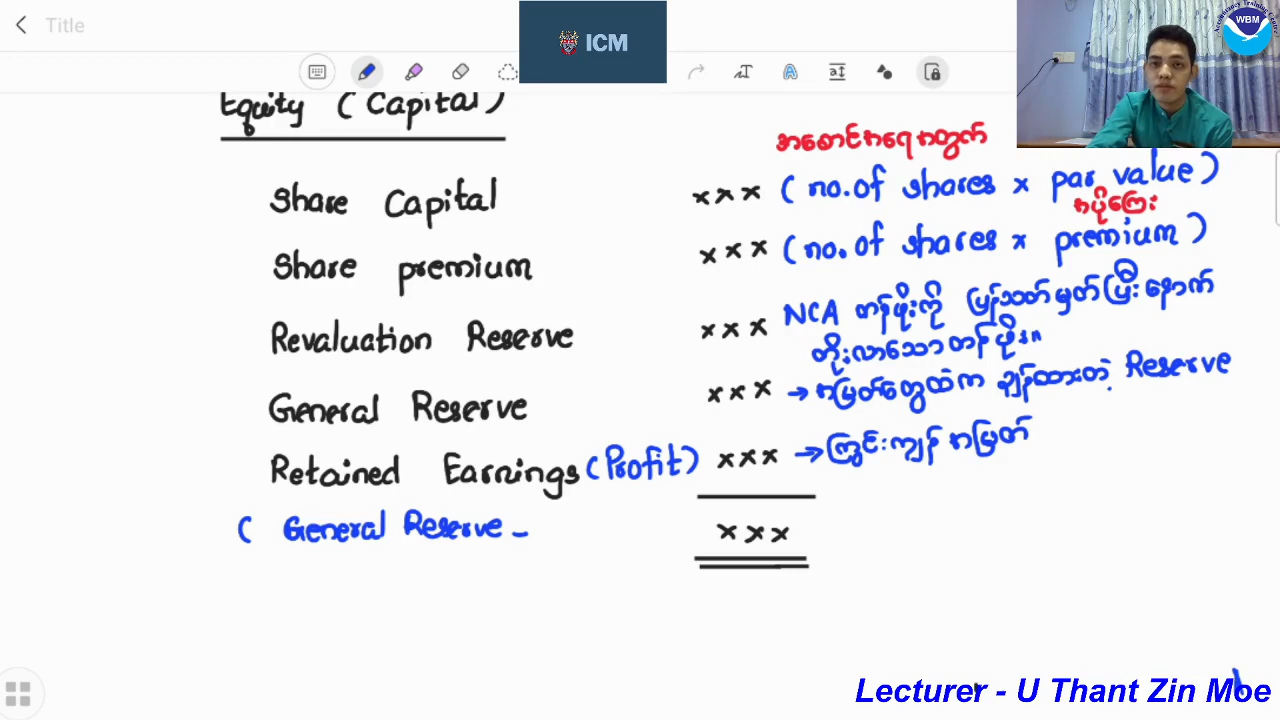 Title
ICM
WBM
Equity (Capital)
အစောင်ရေအတွက်
Share Capital xxx (no.of shares x par value)
အပိုကြေး
Share premium xxx (no.of shares x premium)
Revaluation Reserve xxx NCA တန်ဖိုးကို ပြန်သတ်မှတ်ပြီးနောက်
တိုးလာသောတန်ဖိုး။
General Reserve xxx → အမြတ်တွေထဲက ချန်ထားတဲ့ Reserve
Retained Earnings (Profit) xxx → ကြွင်းကျန် အမြတ်
( General Reserve - xxx
Lecturer - U Thant Zin Moe